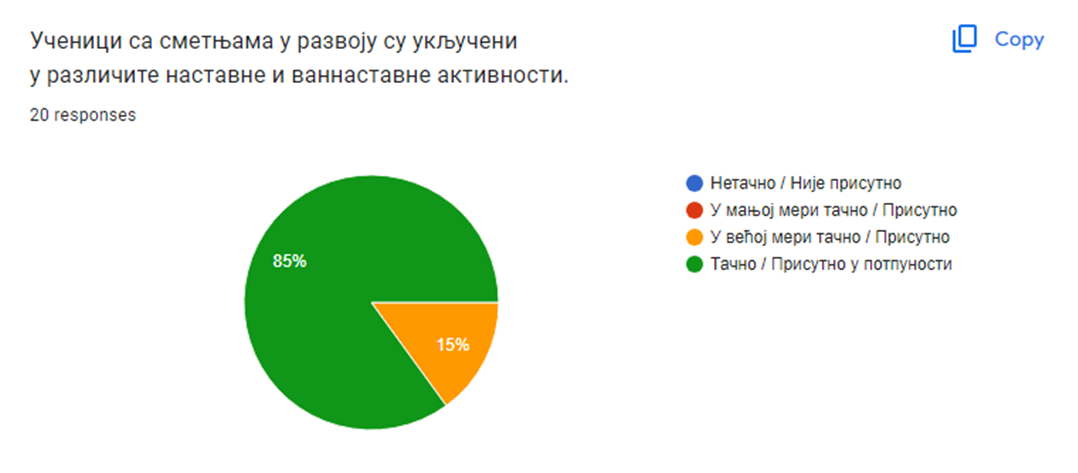 Ученици са сметњама у развоју су укључени
у различите наставне и ваннаставне активности.
Copy
20 responses
85%
15%
Нетачно / Није присутно
У мањој мери тачно / Присутно
У већој мери тачно / Присутно
Тачно / Присутно у потпуности